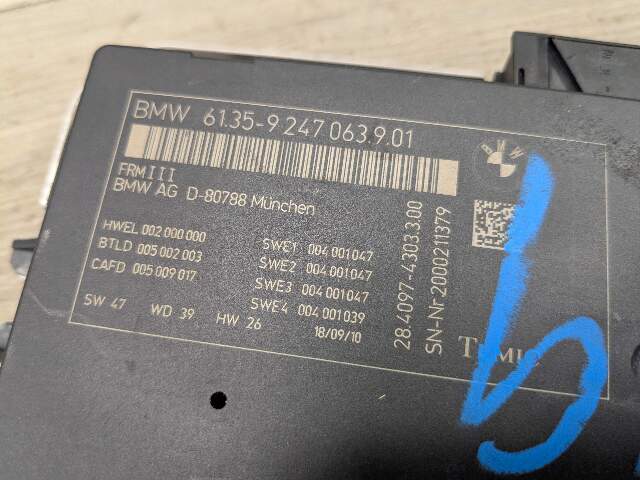 BMW 61.35-9 247 063 9.01
FRM III
BMW AG D-80788 München
HWEL 002 000 000
BTLD 005 002 003
CAFD 005 009 017
SWE1 004 001 047
SWE2 004 001 047
SWE3 004 001 047
SWE4 004 001 039
SW 47 WD 39 HW 26 18/09/10
28.4097-4303.3.00
SN-Nr 2000211379
BMW